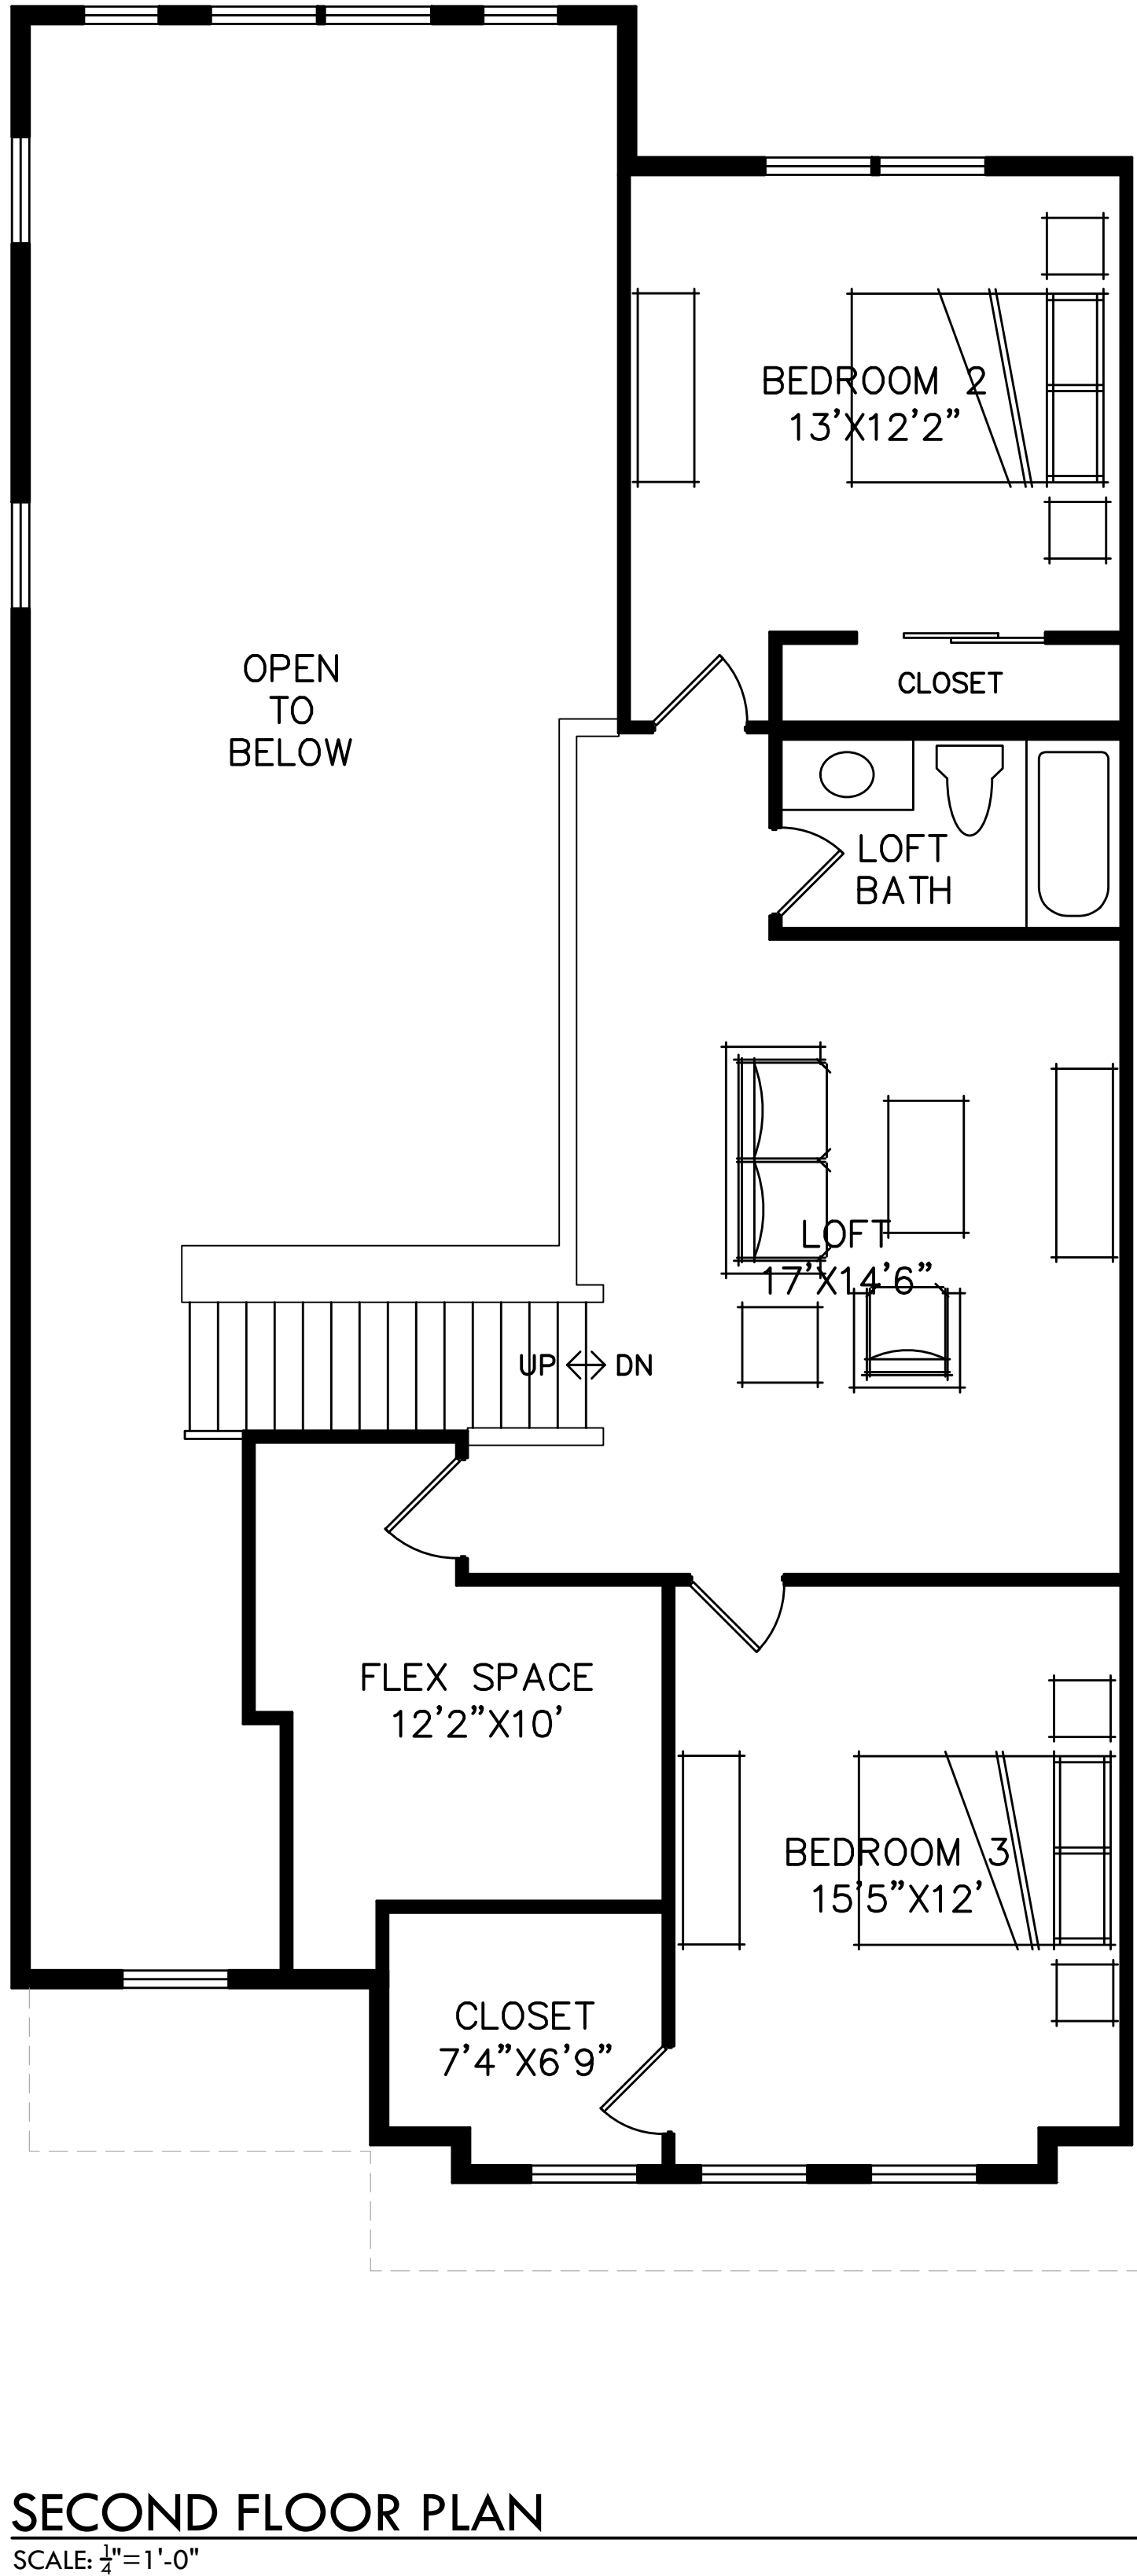 BEDROOM 2
13'X12'2"
OPEN
TO
BELOW
CLOSET
LOFT
BATH
LOFT
17'X14'6"
UP
DN
FLEX SPACE
12'2"X10'
BEDROOM 3
15'5"X12'
CLOSET
7'4"X6'9"
SECOND FLOOR PLAN
SCALE: 1/4"=1'-0"